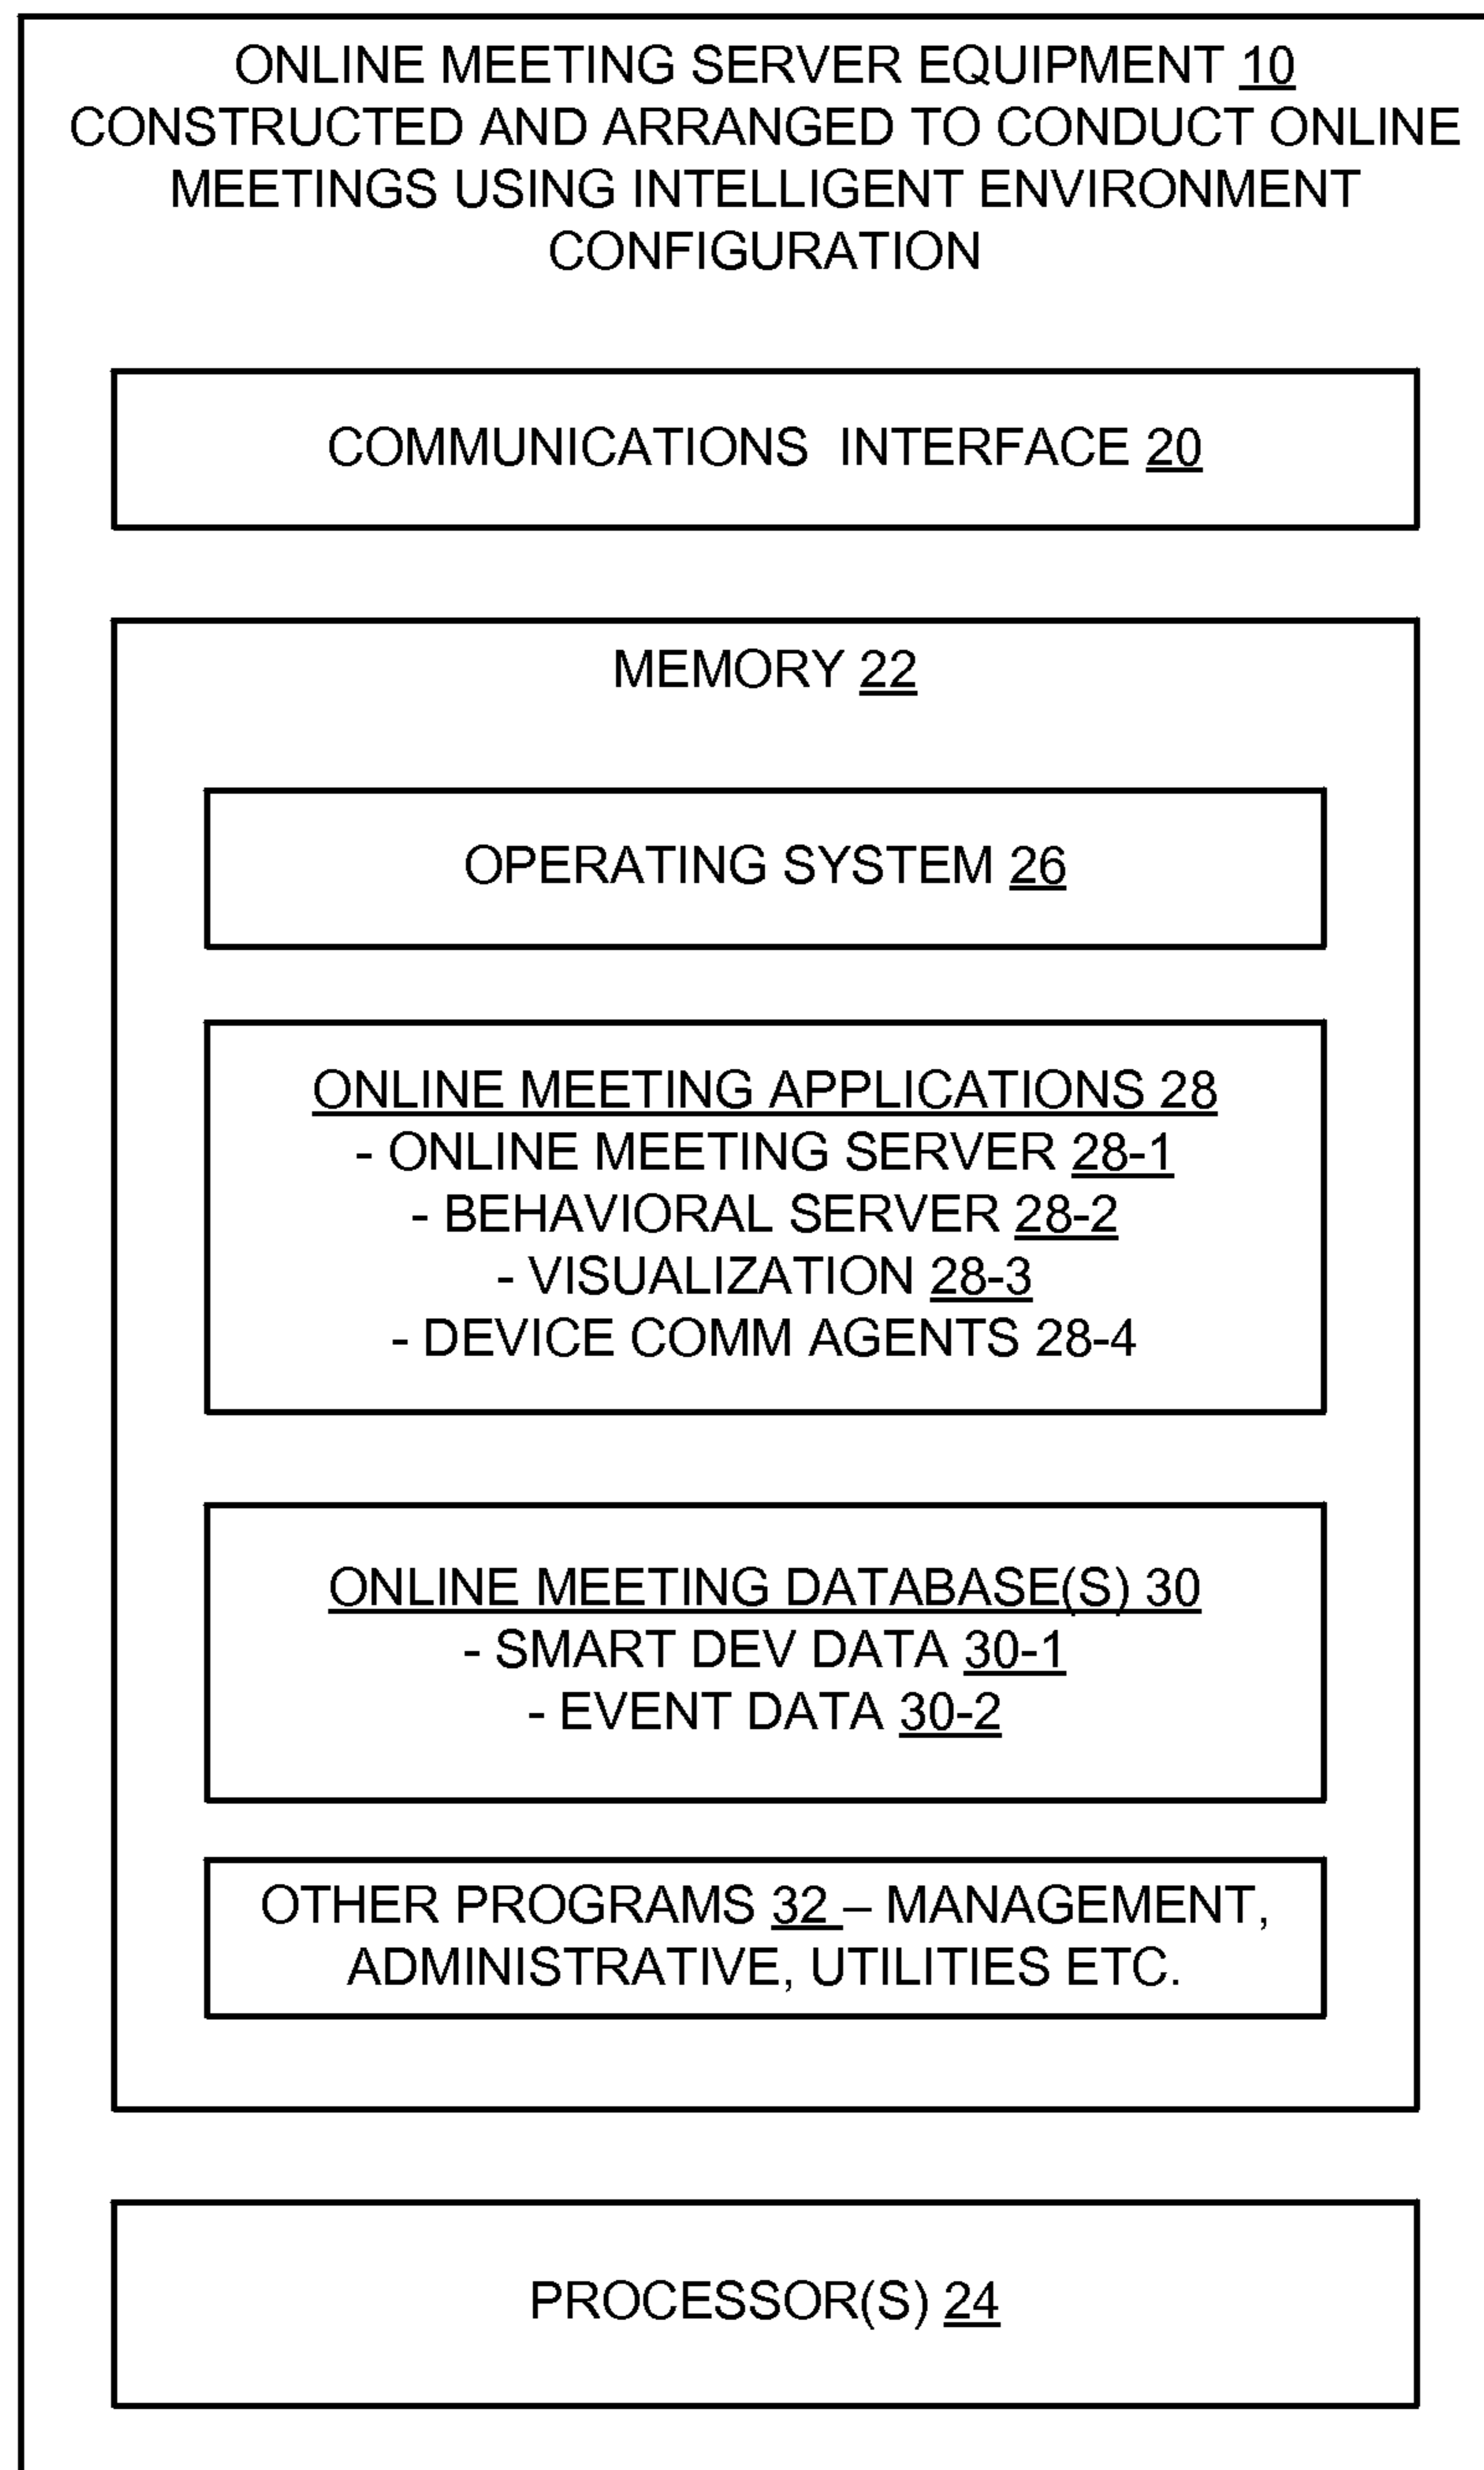 ONLINE MEETING SERVER EQUIPMENT 10
CONSTRUCTED AND ARRANGED TO CONDUCT ONLINE
MEETINGS USING INTELLIGENT ENVIRONMENT
CONFIGURATION
COMMUNICATIONS INTERFACE 20
MEMORY 22
OPERATING SYSTEM 26
ONLINE MEETING APPLICATIONS 28
- ONLINE MEETING SERVER 28-1
- BEHAVIORAL SERVER 28-2
- VISUALIZATION 28-3
- DEVICE COMM AGENTS 28-4
ONLINE MEETING DATABASE(S) 30
- SMART DEV DATA 30-1
- EVENT DATA 30-2
OTHER PROGRAMS 32 – MANAGEMENT,
ADMINISTRATIVE, UTILITIES ETC.
PROCESSOR(S) 24